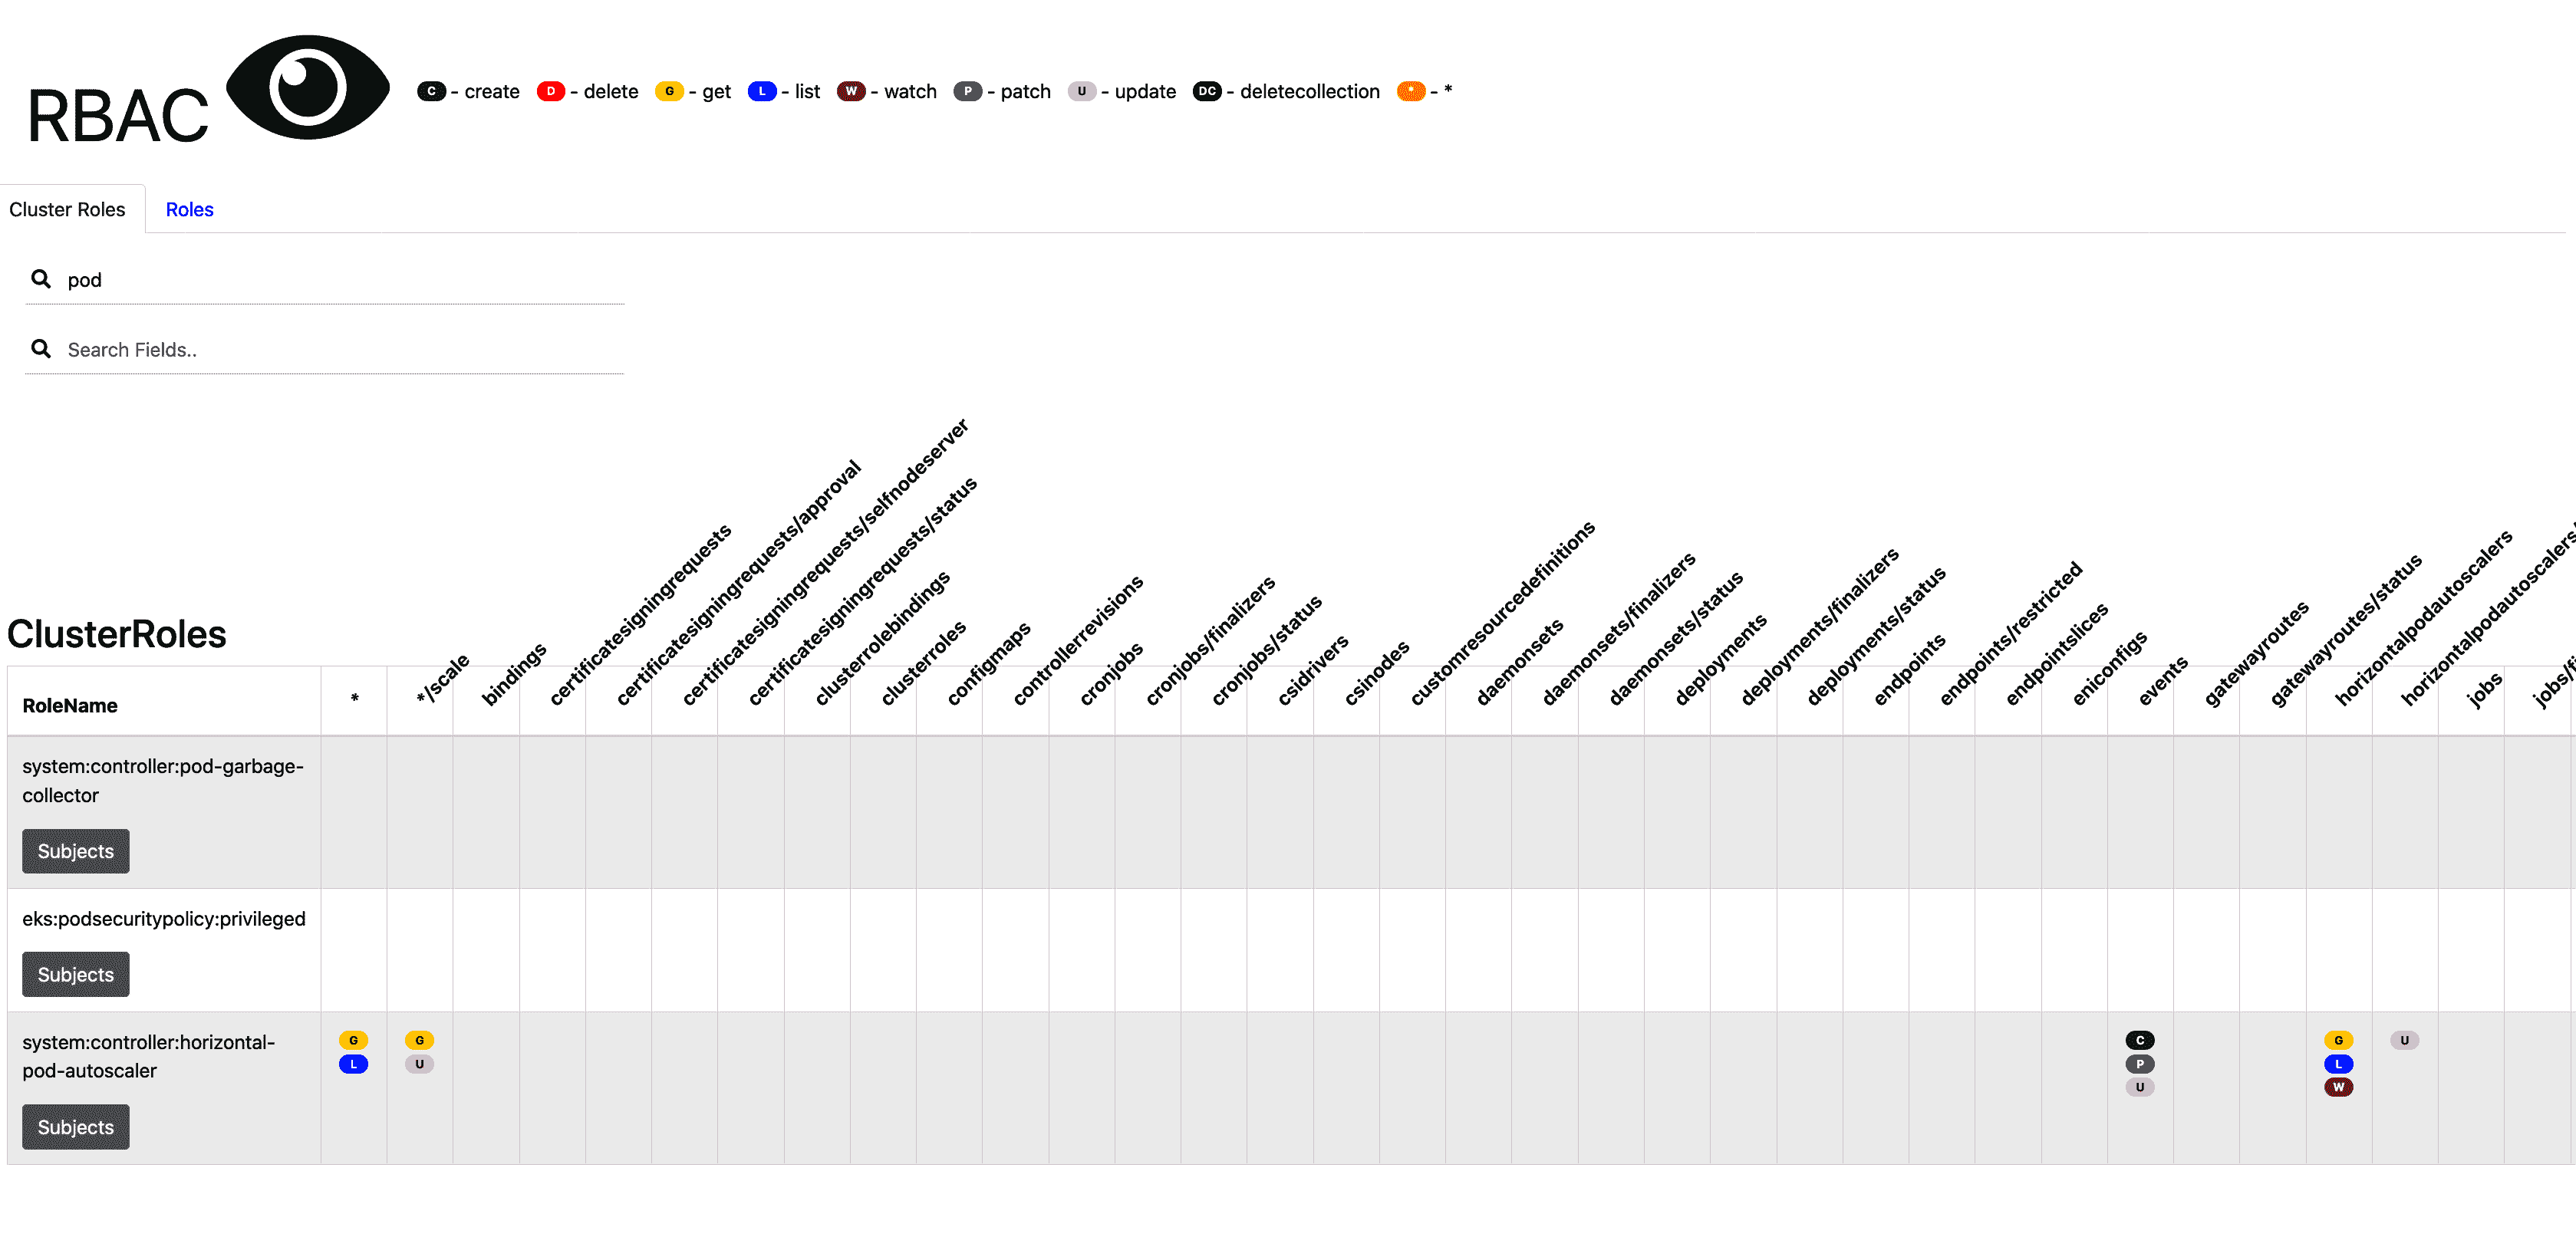 RBAC
C - create D - delete G - get L - list W - watch P - patch U - update DC - deletecollection * - *
Cluster Roles Roles
pod
Search Fields..
ClusterRoles
RoleName
*
*/scale
bindings
certificatesigningrequests
certificatesigningrequests/approval
certificatesigningrequests/selfnodeserver
certificatesigningrequests/status
clusterrolebindings
clusterroles
configmaps
controllerrevisions
cronjobs
cronjobs/finalizers
cronjobs/status
csidrivers
csinodes
customresourcedefinitions
daemonsets
daemonsets/finalizers
daemonsets/status
deployments
deployments/finalizers
deployments/status
endpoints
endpoints/restricted
endpointslices
eniconfigs
events
gatewayroutes
gatewayroutes/status
horizontalpodautoscalers
horizontalpodautoscalers/
jobs
jobs/fi
system:controller:pod-garbage-
collector
Subjects
eks:podsecuritypolicy:privileged
Subjects
system:controller:horizontal-
pod-autoscaler
G G C G U
L U P L
U W
Subjects